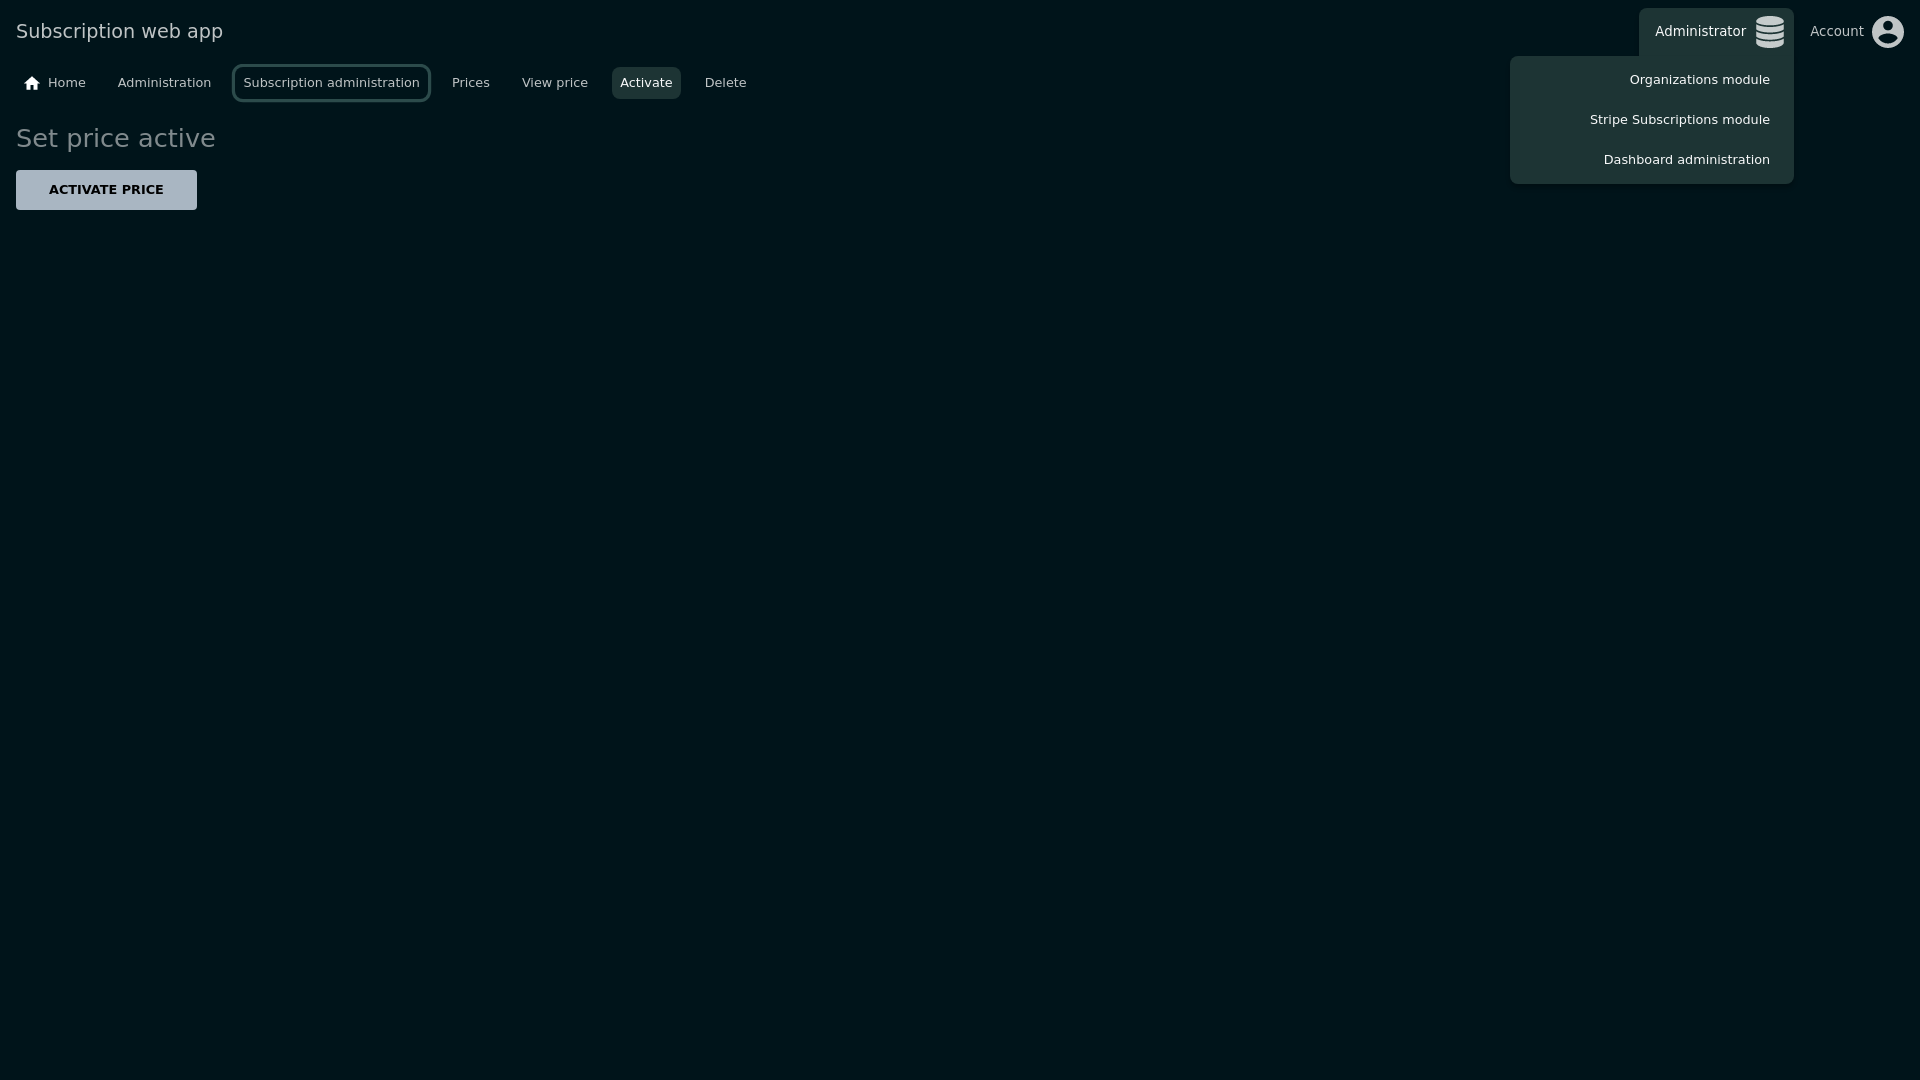 Subscription web app
Administrator
Account
Organizations module
Stripe Subscriptions module
Dashboard administration
Home
Administration
Subscription administration
Prices
View price
Activate
Delete
Set price active
ACTIVATE PRICE